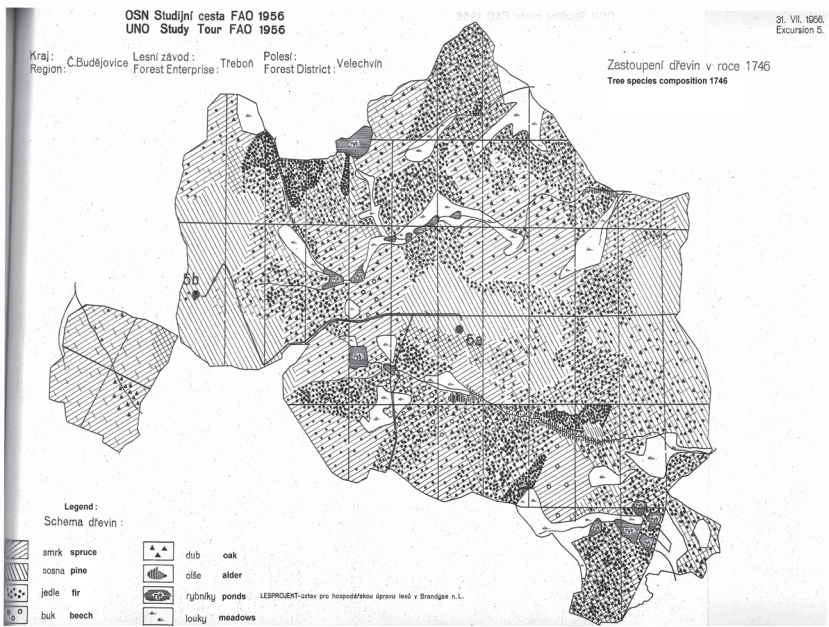 OSN Studijní cesta FAO 1956
UNO Study Tour FAO 1956
31. VII. 1956.
Excursion 5.
Kraj:
Region: Č.Budějovice
Lesní závod:
Forest Enterprise: Třeboň
Polesí:
Forest District: Velechvín
Zastoupení dřevin v roce 1746
Tree species composition 1746
5b
5a
Legend:
Schema dřevin:
smrk spruce
sosna pine
jedle fir
buk beech
dub oak
olše alder
rybníky ponds
louky meadows
LESPROJEKT-ústav pro hospodářskou úpravu lesů v Brandýse n.L.